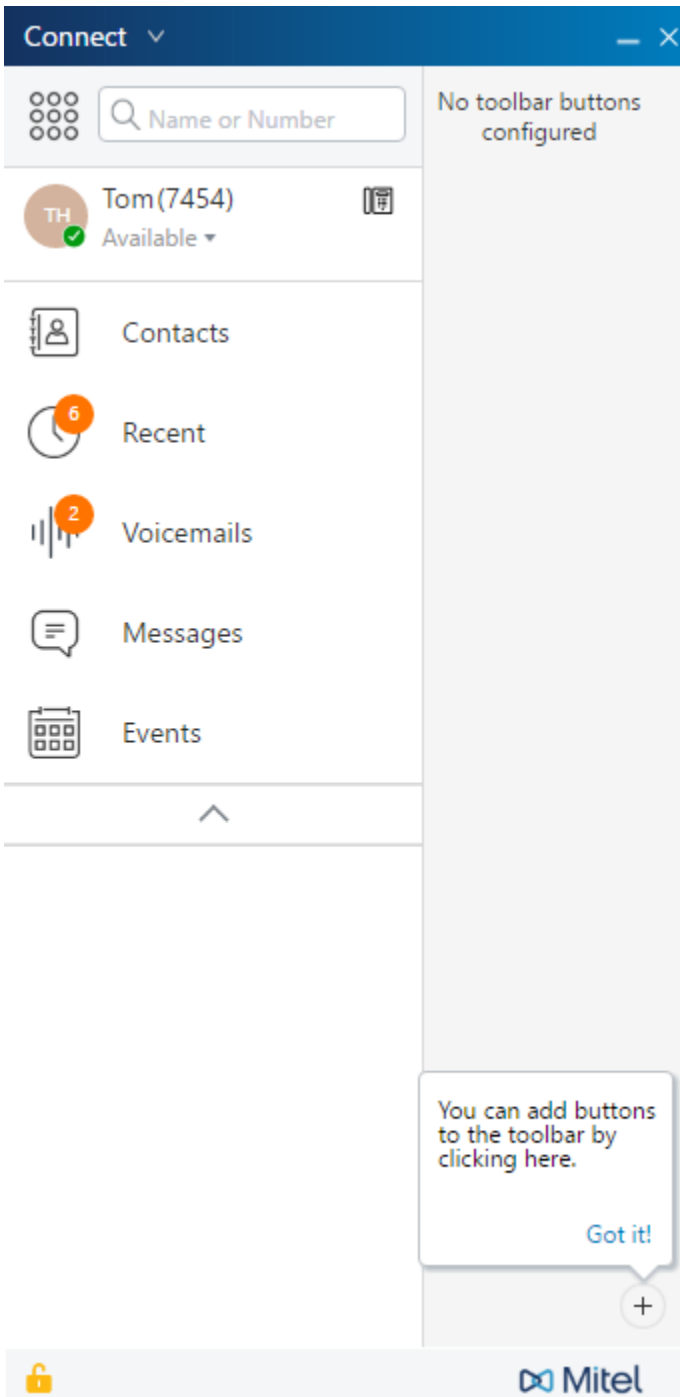 Connect
Name or Number
No toolbar buttons
configured
TH
Tom(7454)
Available
Contacts
6
Recent
2
Voicemails
Messages
Events
You can add buttons
to the toolbar by
clicking here.
Got it!
+
Mitel